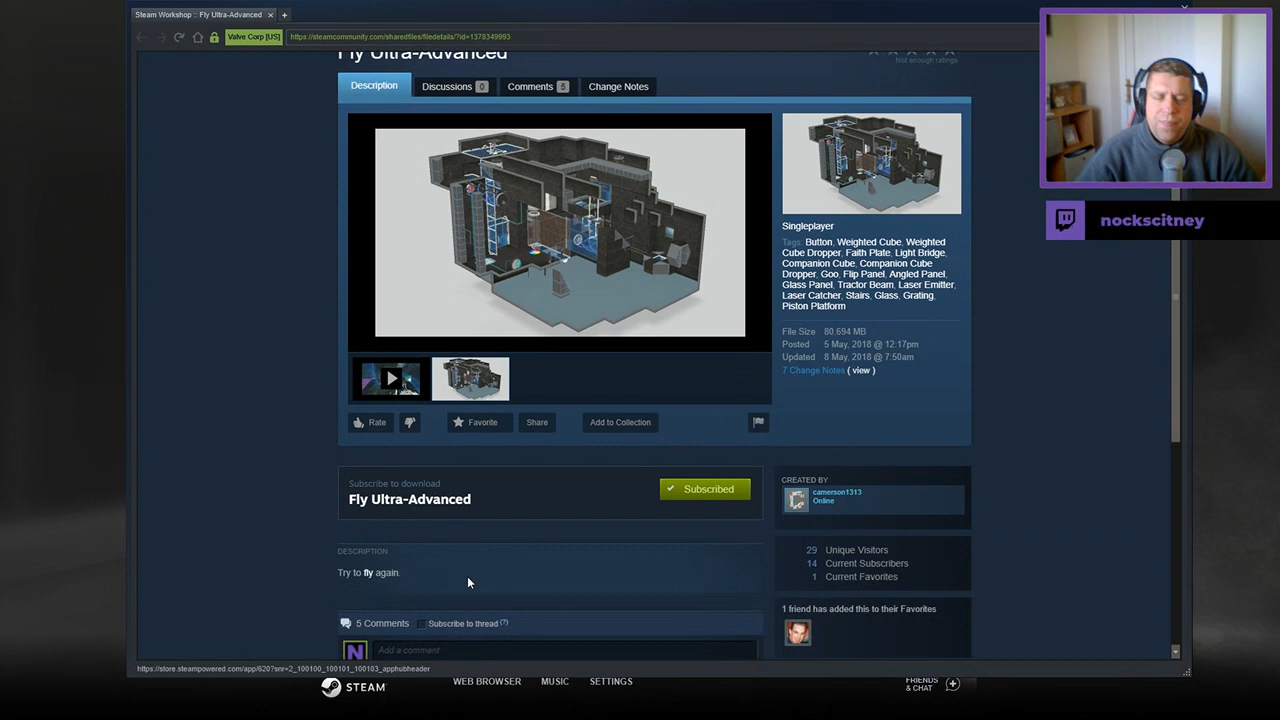 Steam Workshop :: Fly Ultra-Advanced
Valve Corp [US]
https://steamcommunity.com/sharedfiles/filedetails/?id=1378349993
Fly Ultra-Advanced
Not enough ratings
Description
Discussions 0
Comments 5
Change Notes
Singleplayer
Tags: Button, Weighted Cube, Weighted
Cube Dropper, Faith Plate, Light Bridge,
Companion Cube, Companion Cube
Dropper, Goo, Flip Panel, Angled Panel,
Glass Panel, Tractor Beam, Laser Emitter,
Laser Catcher, Stairs, Glass, Grating,
Piston Platform
File Size 80.694 MB
Posted 5 May, 2018 @ 12:17pm
Updated 8 May, 2018 @ 7:50am
7 Change Notes ( view )
Rate
Favorite
Share
Add to Collection
Subscribe to download
Fly Ultra-Advanced
Subscribed
CREATED BY
camerson1313
Online
DESCRIPTION
Try to fly again.
29 Unique Visitors
14 Current Subscribers
1 Current Favorites
1 friend has added this to their Favorites
5 Comments
Subscribe to thread (?)
N
Add a comment
https://store.steampowered.com/app/620?snr=2_100100_100101_100103_apphubheader
STEAM
WEB BROWSER
MUSIC
SETTINGS
FRIENDS
& CHAT
nockscitney